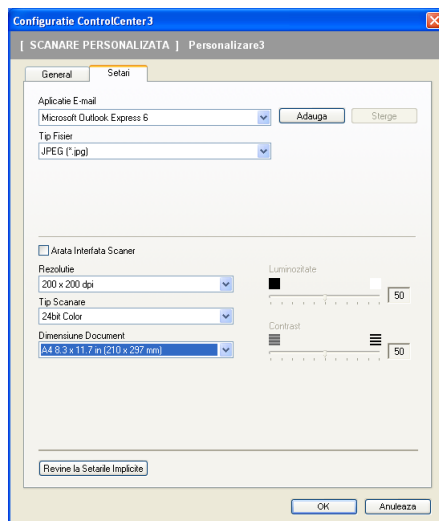 Configuratie ControlCenter3
[ SCANARE PERSONALIZATA ] Personalizare3
General Setari
Aplicatie E-mail
Microsoft Outlook Express 6 Adauga Sterge
Tip Fisier
JPEG (*.jpg)
Arata Interfata Scaner
Rezolutie Luminozitate
200 x 200 dpi 50
Tip Scanare
24bit Color
Dimensiune Document Contrast
A4 8.3 x 11.7 in (210 x 297 mm) 50
Revine la Setarile Implicite
OK Anuleaza